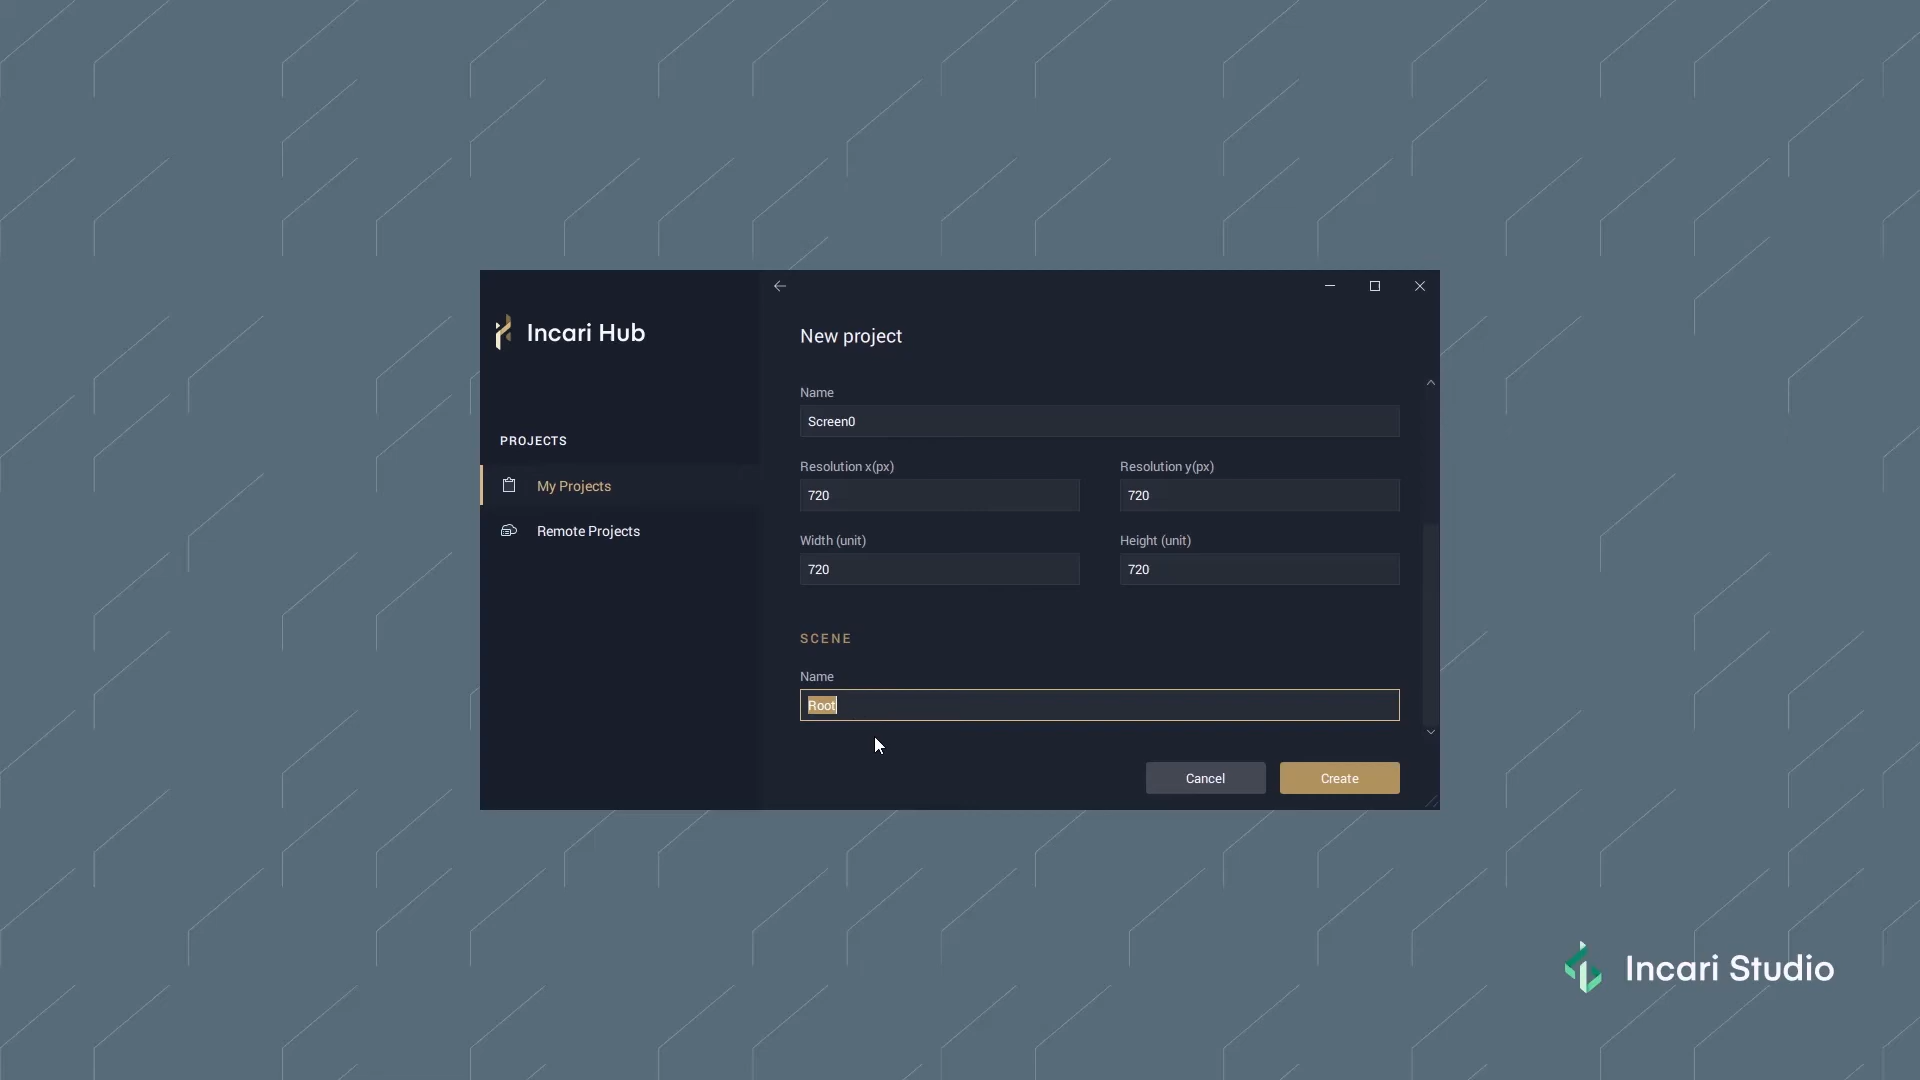 Incari Hub
PROJECTS
My Projects
Remote Projects
New project
Name
Screen0
Resolution x(px)
Resolution y(px)
720
720
Width (unit)
Height (unit)
720
720
SCENE
Name
Root
Cancel
Create
Incari Studio